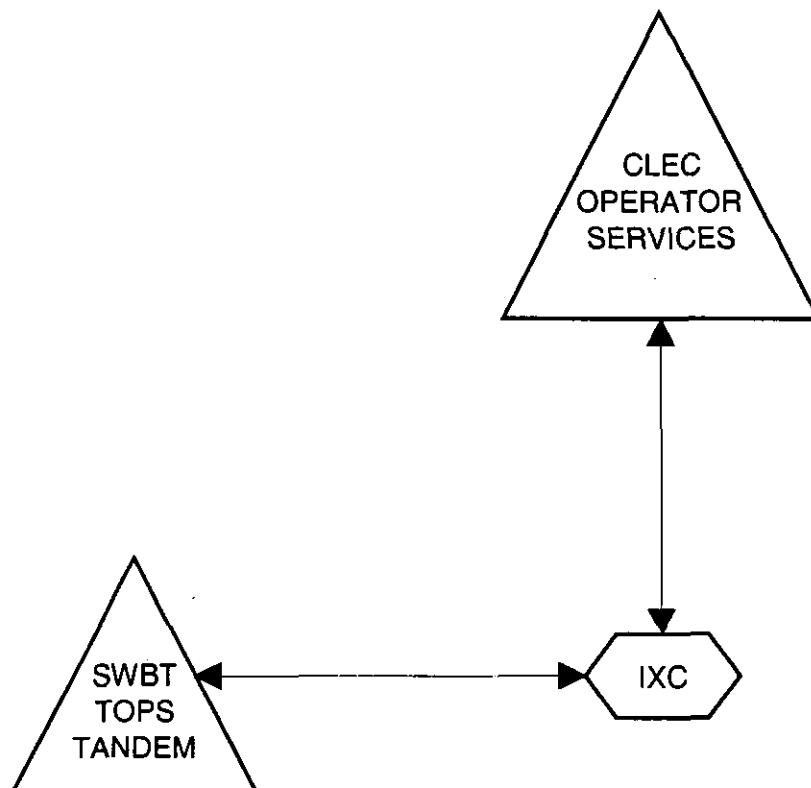 CLEC
OPERATOR
SERVICES
SWBT
TOPS
TANDEM
IXC